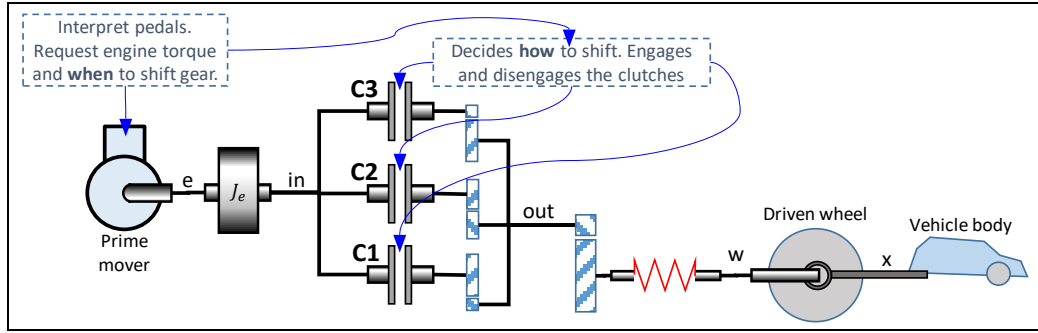 Interpret pedals.
Request engine torque
and when to shift gear.
Decides how to shift. Engages
and disengages the clutches
C3
C2
C1
e
Jₑ
in
out
Prime
mover
w
Driven wheel
x
Vehicle body